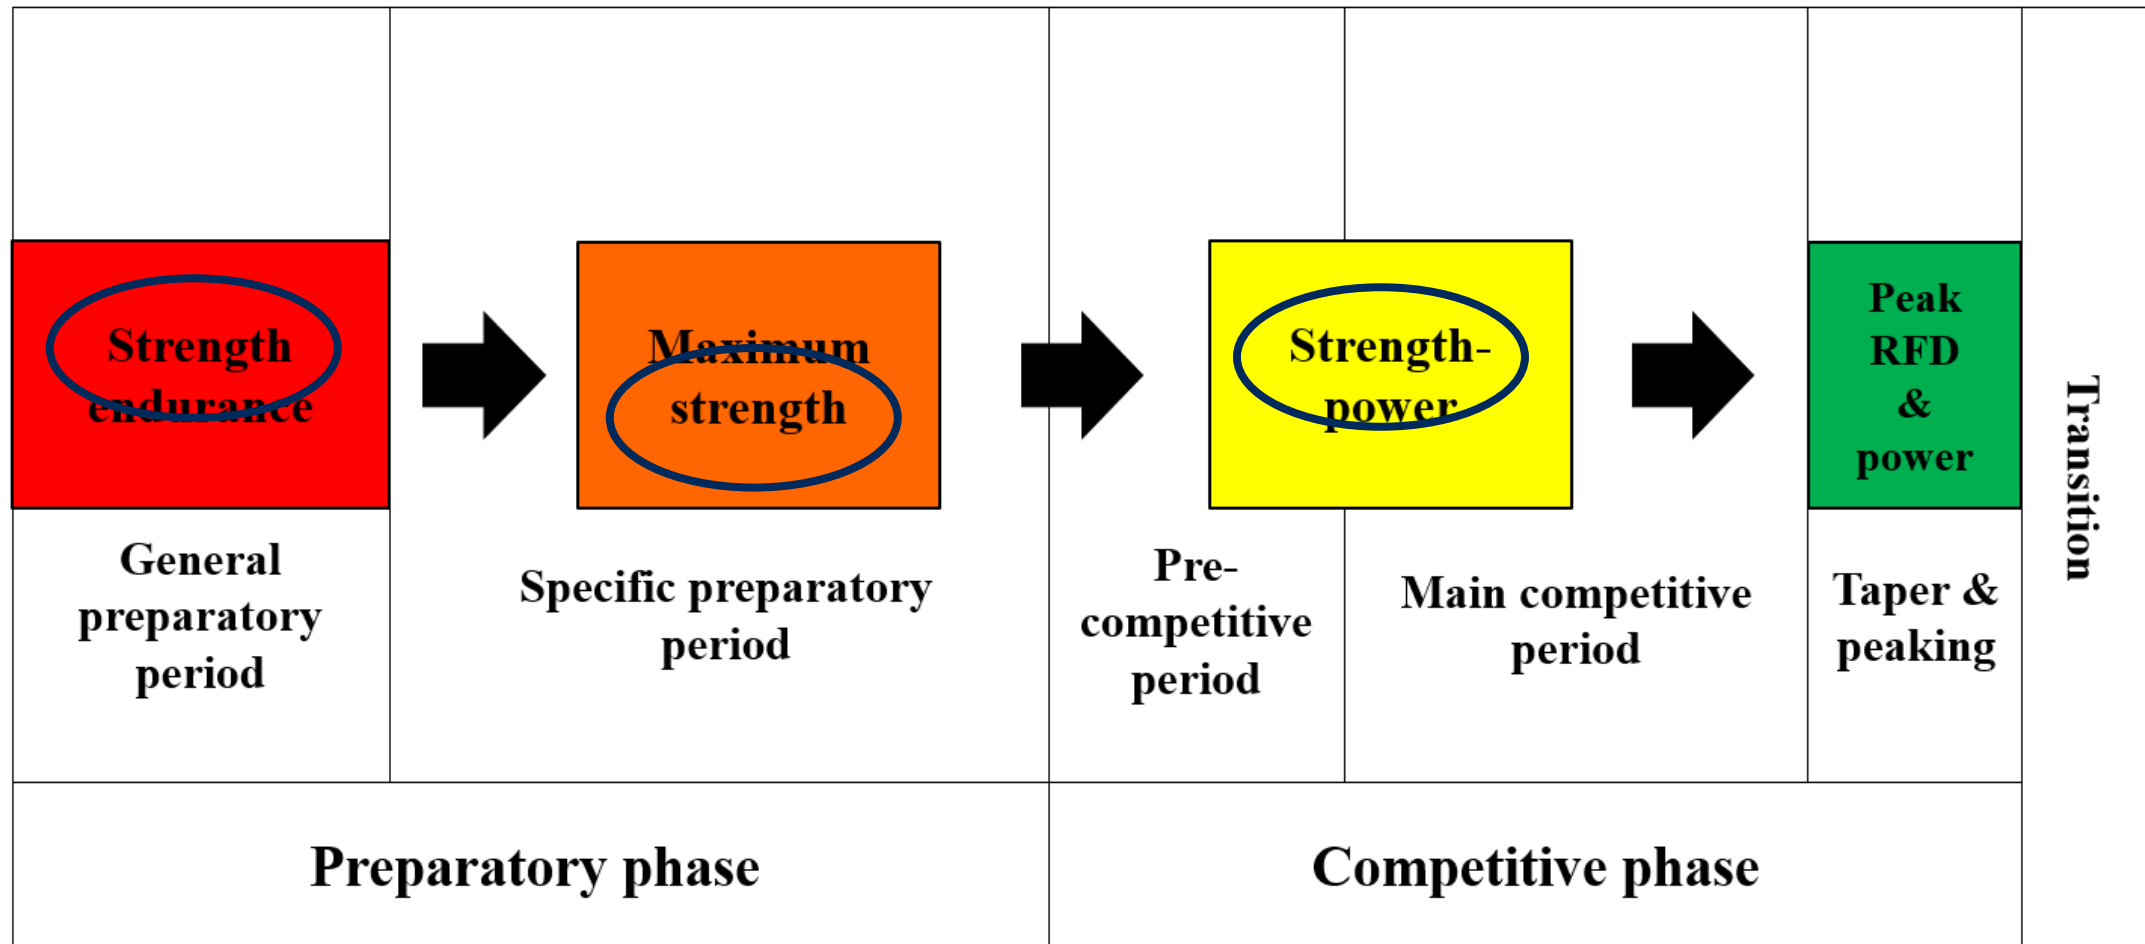 Strength
endurance
Maximum
strength
Strength-
power
Peak
RFD
&
power
General
preparatory
period
Specific preparatory
period
Pre-
competitive
period
Main competitive
period
Taper &
peaking
Transition
Preparatory phase
Competitive phase